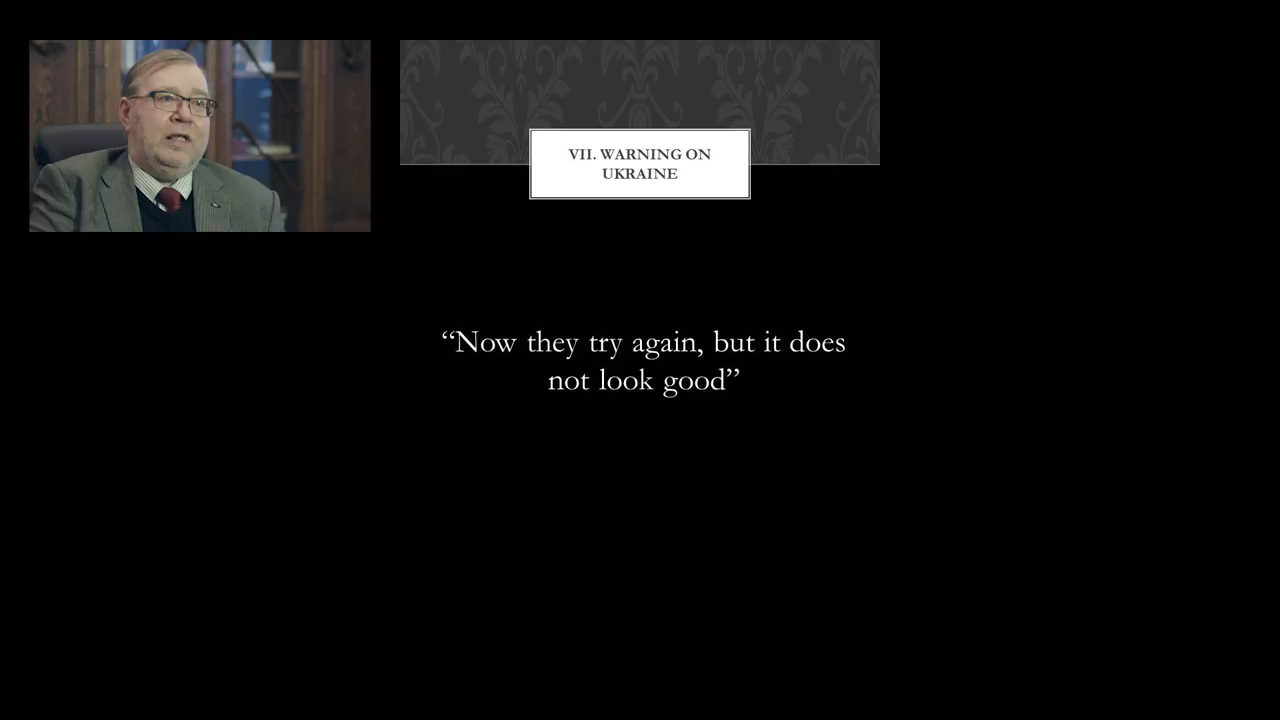 VII. WARNING ON
UKRAINE
“Now they try again, but it does
not look good”